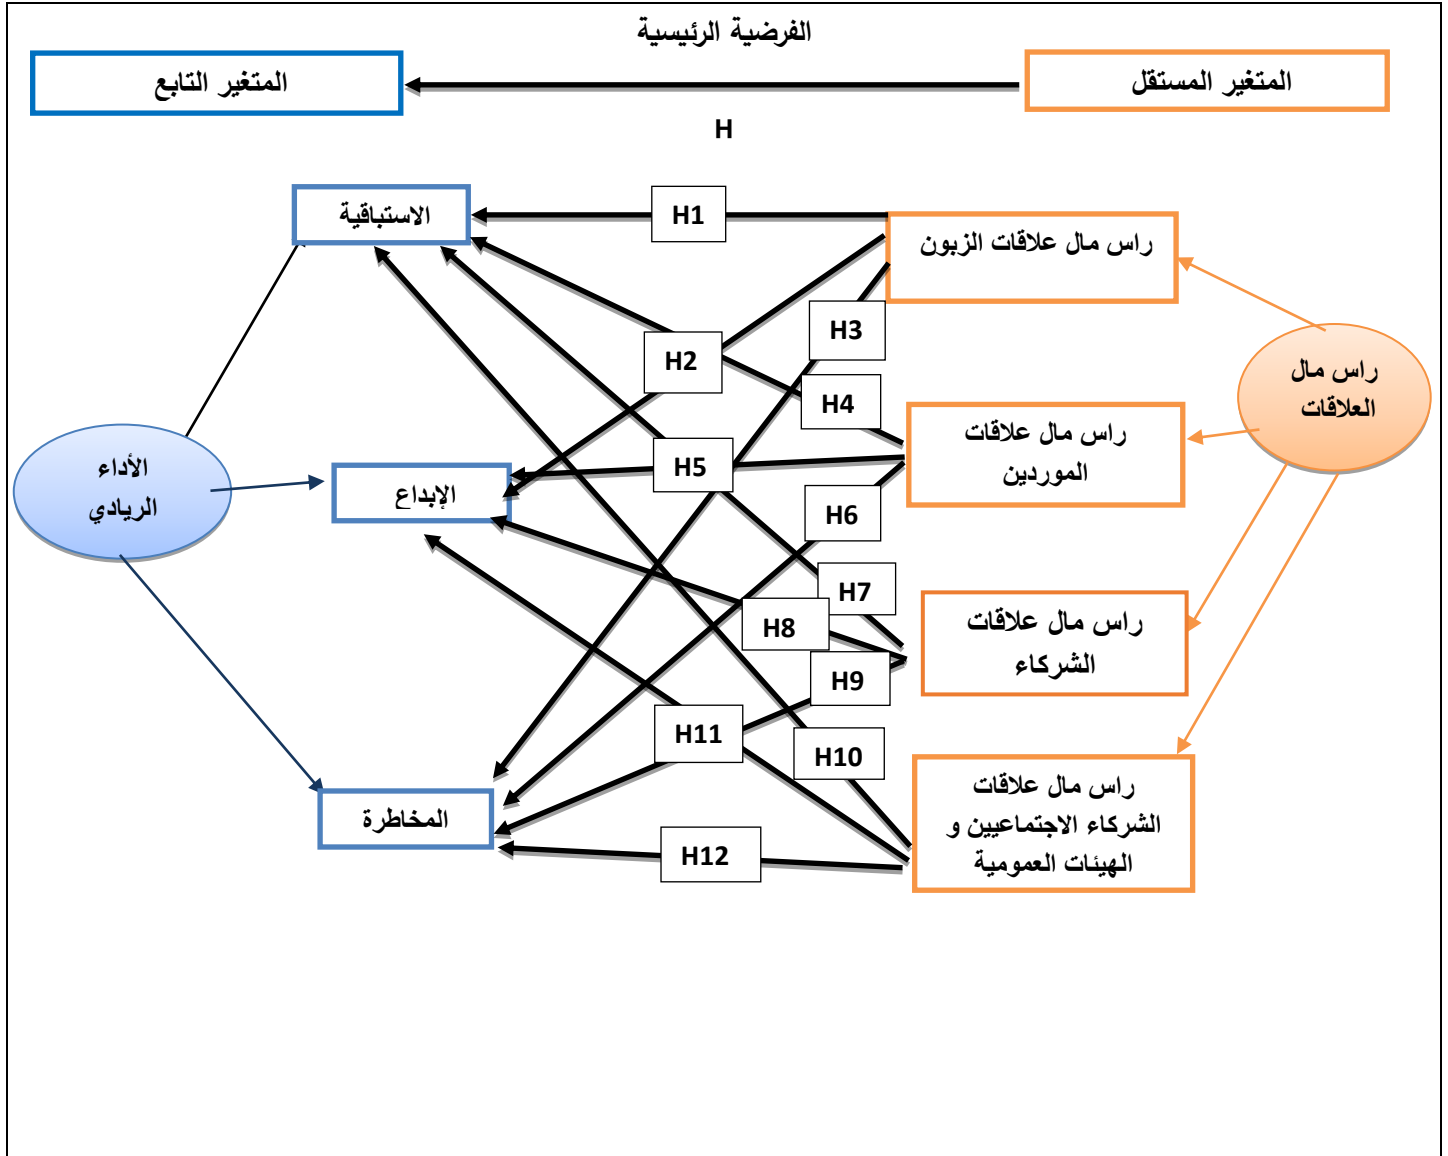 الفرضية الرئيسية
المتغير المستقل
المتغير التابع
H
راس مال علاقات الزبون
H1
الاستباقية
H3
H2
راس مال
العلاقات
H4
راس مال علاقات
الموردين
H5
الأداء
الريادي
الإبداع
H6
H7
راس مال علاقات
الشركاء
H8
H9
H11
H10
راس مال علاقات
الشركاء الاجتماعيين و
الهيئات العمومية
المخاطرة
H12